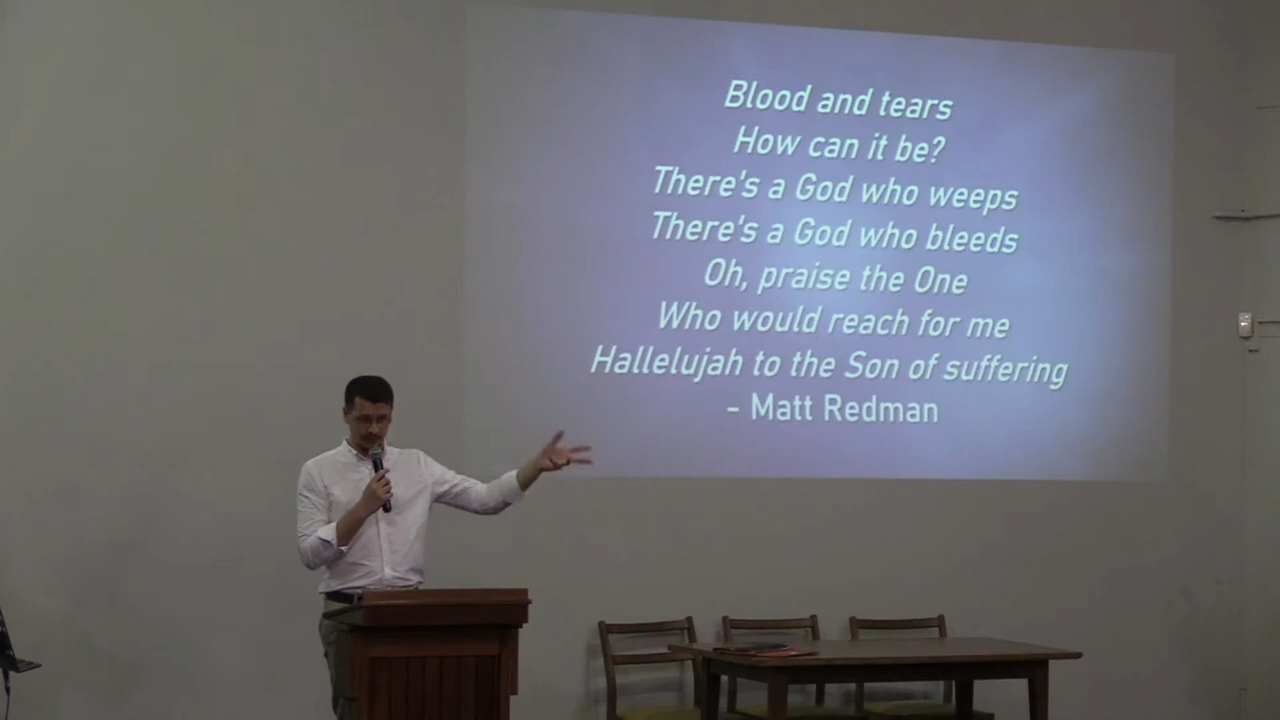 Blood and tears
How can it be?
There's a God who weeps
There's a God who bleeds
Oh, praise the One
Who would reach for me
Hallelujah to the Son of suffering
- Matt Redman